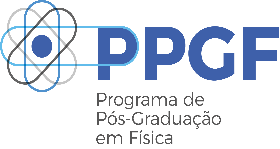 PPGF
Programa de
Pós-Graduação
em Física